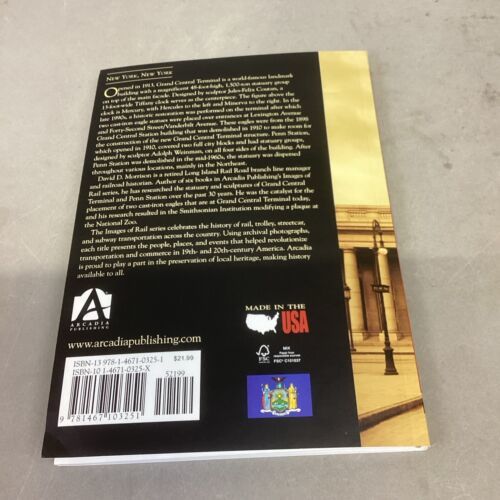 NEW YORK, NEW YORK
Opened in 1913, Grand Central Terminal is a world-famous landmark
building with a magnificent 48-foot-high, 1,500-ton statuary group
on top of the main facade. Designed by sculptor Jules-Felix Coutan, a
13-foot-wide Tiffany clock serves as the centerpiece. The figure above the
clock is Mercury, with Hercules to the left and Minerva to the right. In the
late 1990s, a historic restoration was performed on the terminal after which
two cast-iron eagle statues were placed over entrances at Lexington Avenue
and Forty-Second Street/Vanderbilt Avenue. These eagles were from the 1898
Grand Central Station building that was demolished in 1910 to make room for
the construction of the new Grand Central Terminal structure. Penn Station,
which opened in 1910, covered two full city blocks and had statuary groups,
designed by sculptor Adolph Weinman, on all four sides of the building. After
Penn Station was demolished in the mid-1960s, the statuary was dispersed
throughout various locations, mainly in the Northeast.
David D. Morrison is a retired Long Island Rail Road branch line manager
and railroad historian. Author of six books in Arcadia Publishing's Images of
Rail series, he has researched the statuary and sculptures of Grand Central
Terminal and Penn Station over the past 30 years. He was the catalyst for the
placement of two cast-iron eagles that are at Grand Central Terminal today,
and his research resulted in the Smithsonian Institution modifying a plaque at
the National Zoo.
The Images of Rail series celebrates the history of rail, trolley, streetcar,
and subway transportation across the country. Using archival photographs,
each title presents the people, places, and events that helped revolutionize
transportation and commerce in 19th- and 20th-century America. Arcadia
is proud to play a part in the preservation of local heritage, making history
available to all.
A
ARCADIA
PUBLISHING
www.arcadiapublishing.com
MADE IN THE
USA
FSC
MIX
Paper from
responsible sources
FSC® C101537
ISBN-13 978-1-4671-0325-1
ISBN-10 1-4671-0325-X
$21.99
52199
9 781467 103251